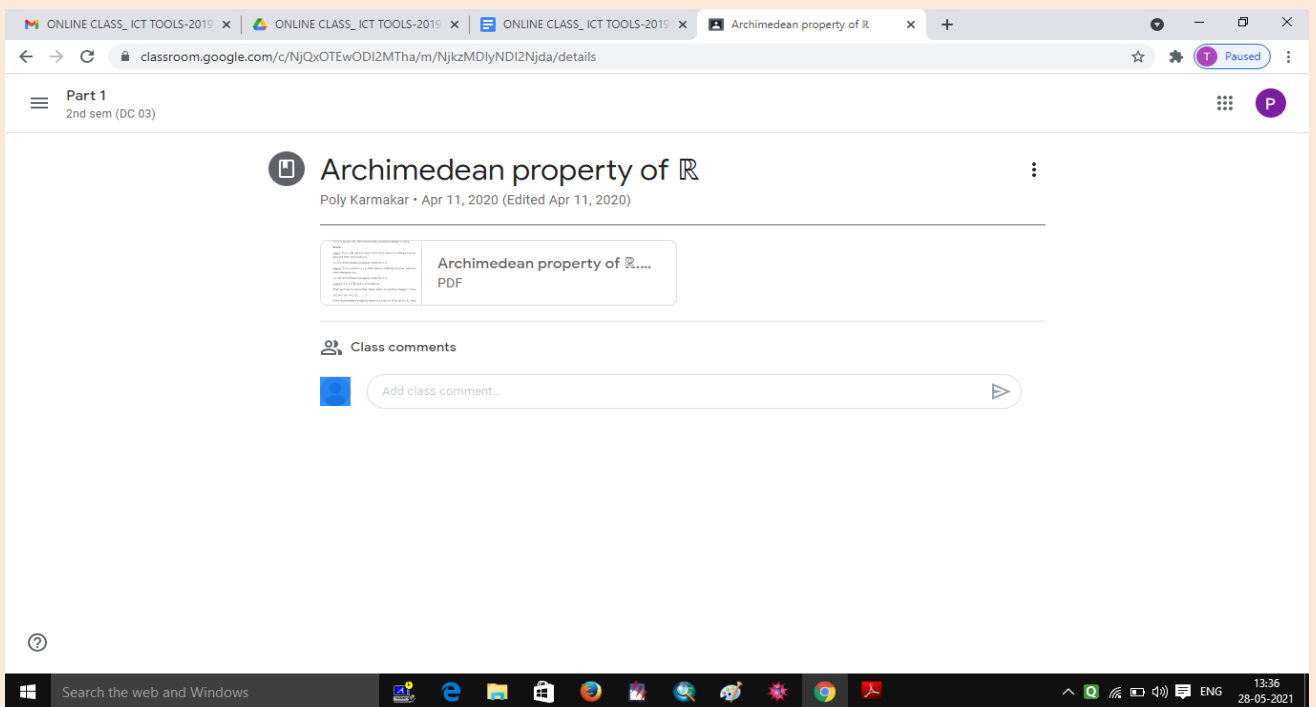 ONLINE CLASS_ ICT TOOLS-2019
ONLINE CLASS_ ICT TOOLS-2019
ONLINE CLASS_ ICT TOOLS-2019
Archimedean property of ℝ
classroom.google.com/c/NjQxOTEwODI2MTha/m/NjkzMDIyNDI2Njda/details
T
Paused
Part 1
2nd sem (DC 03)
P
Archimedean property of ℝ
Poly Karmakar • Apr 11, 2020 (Edited Apr 11, 2020)
Archimedean property of ℝ....
PDF
Class comments
Add class comment...
Search the web and Windows
ENG
13:36
28-05-2021